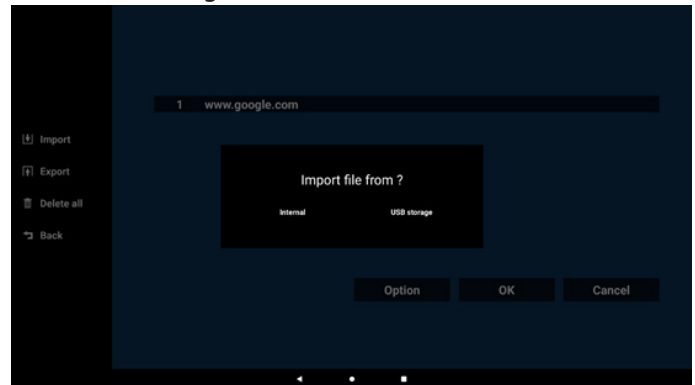 1 www.google.com
Import
Export
Delete all
Back
Import file from ?
Internal USB storage
Option OK Cancel